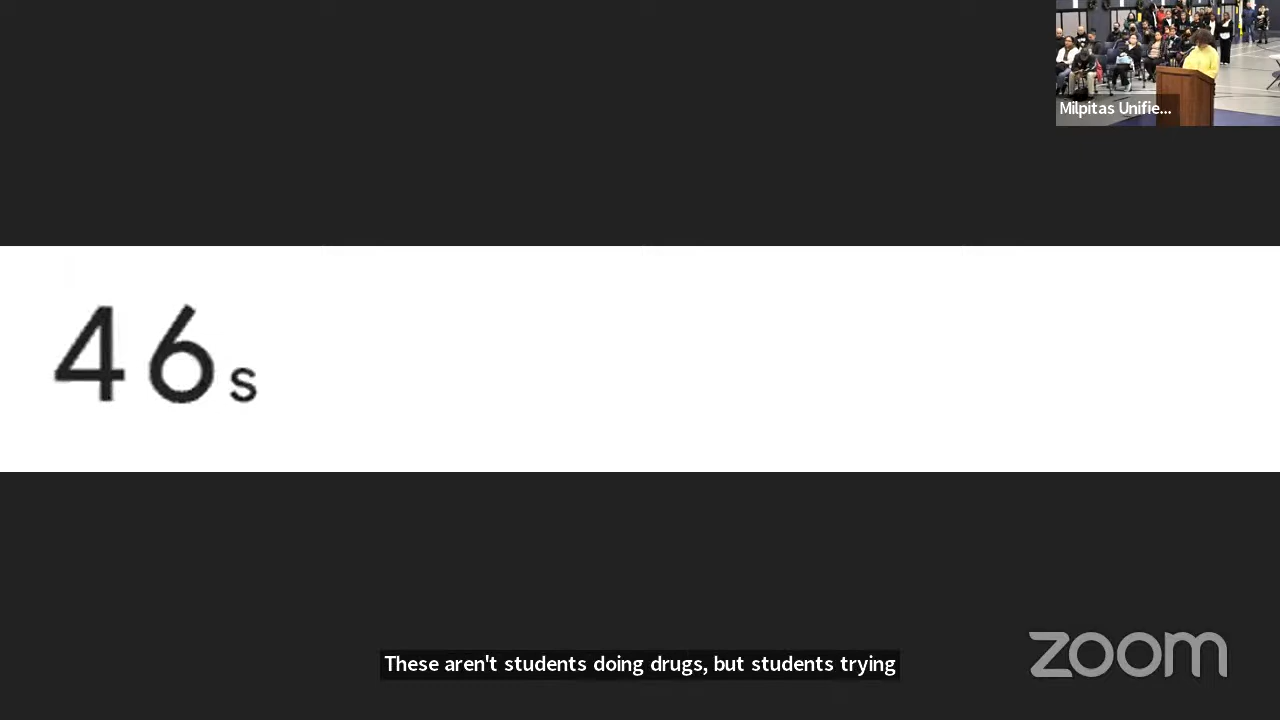 Milpitas Unifie...
46s
These aren't students doing drugs, but students trying
zoom